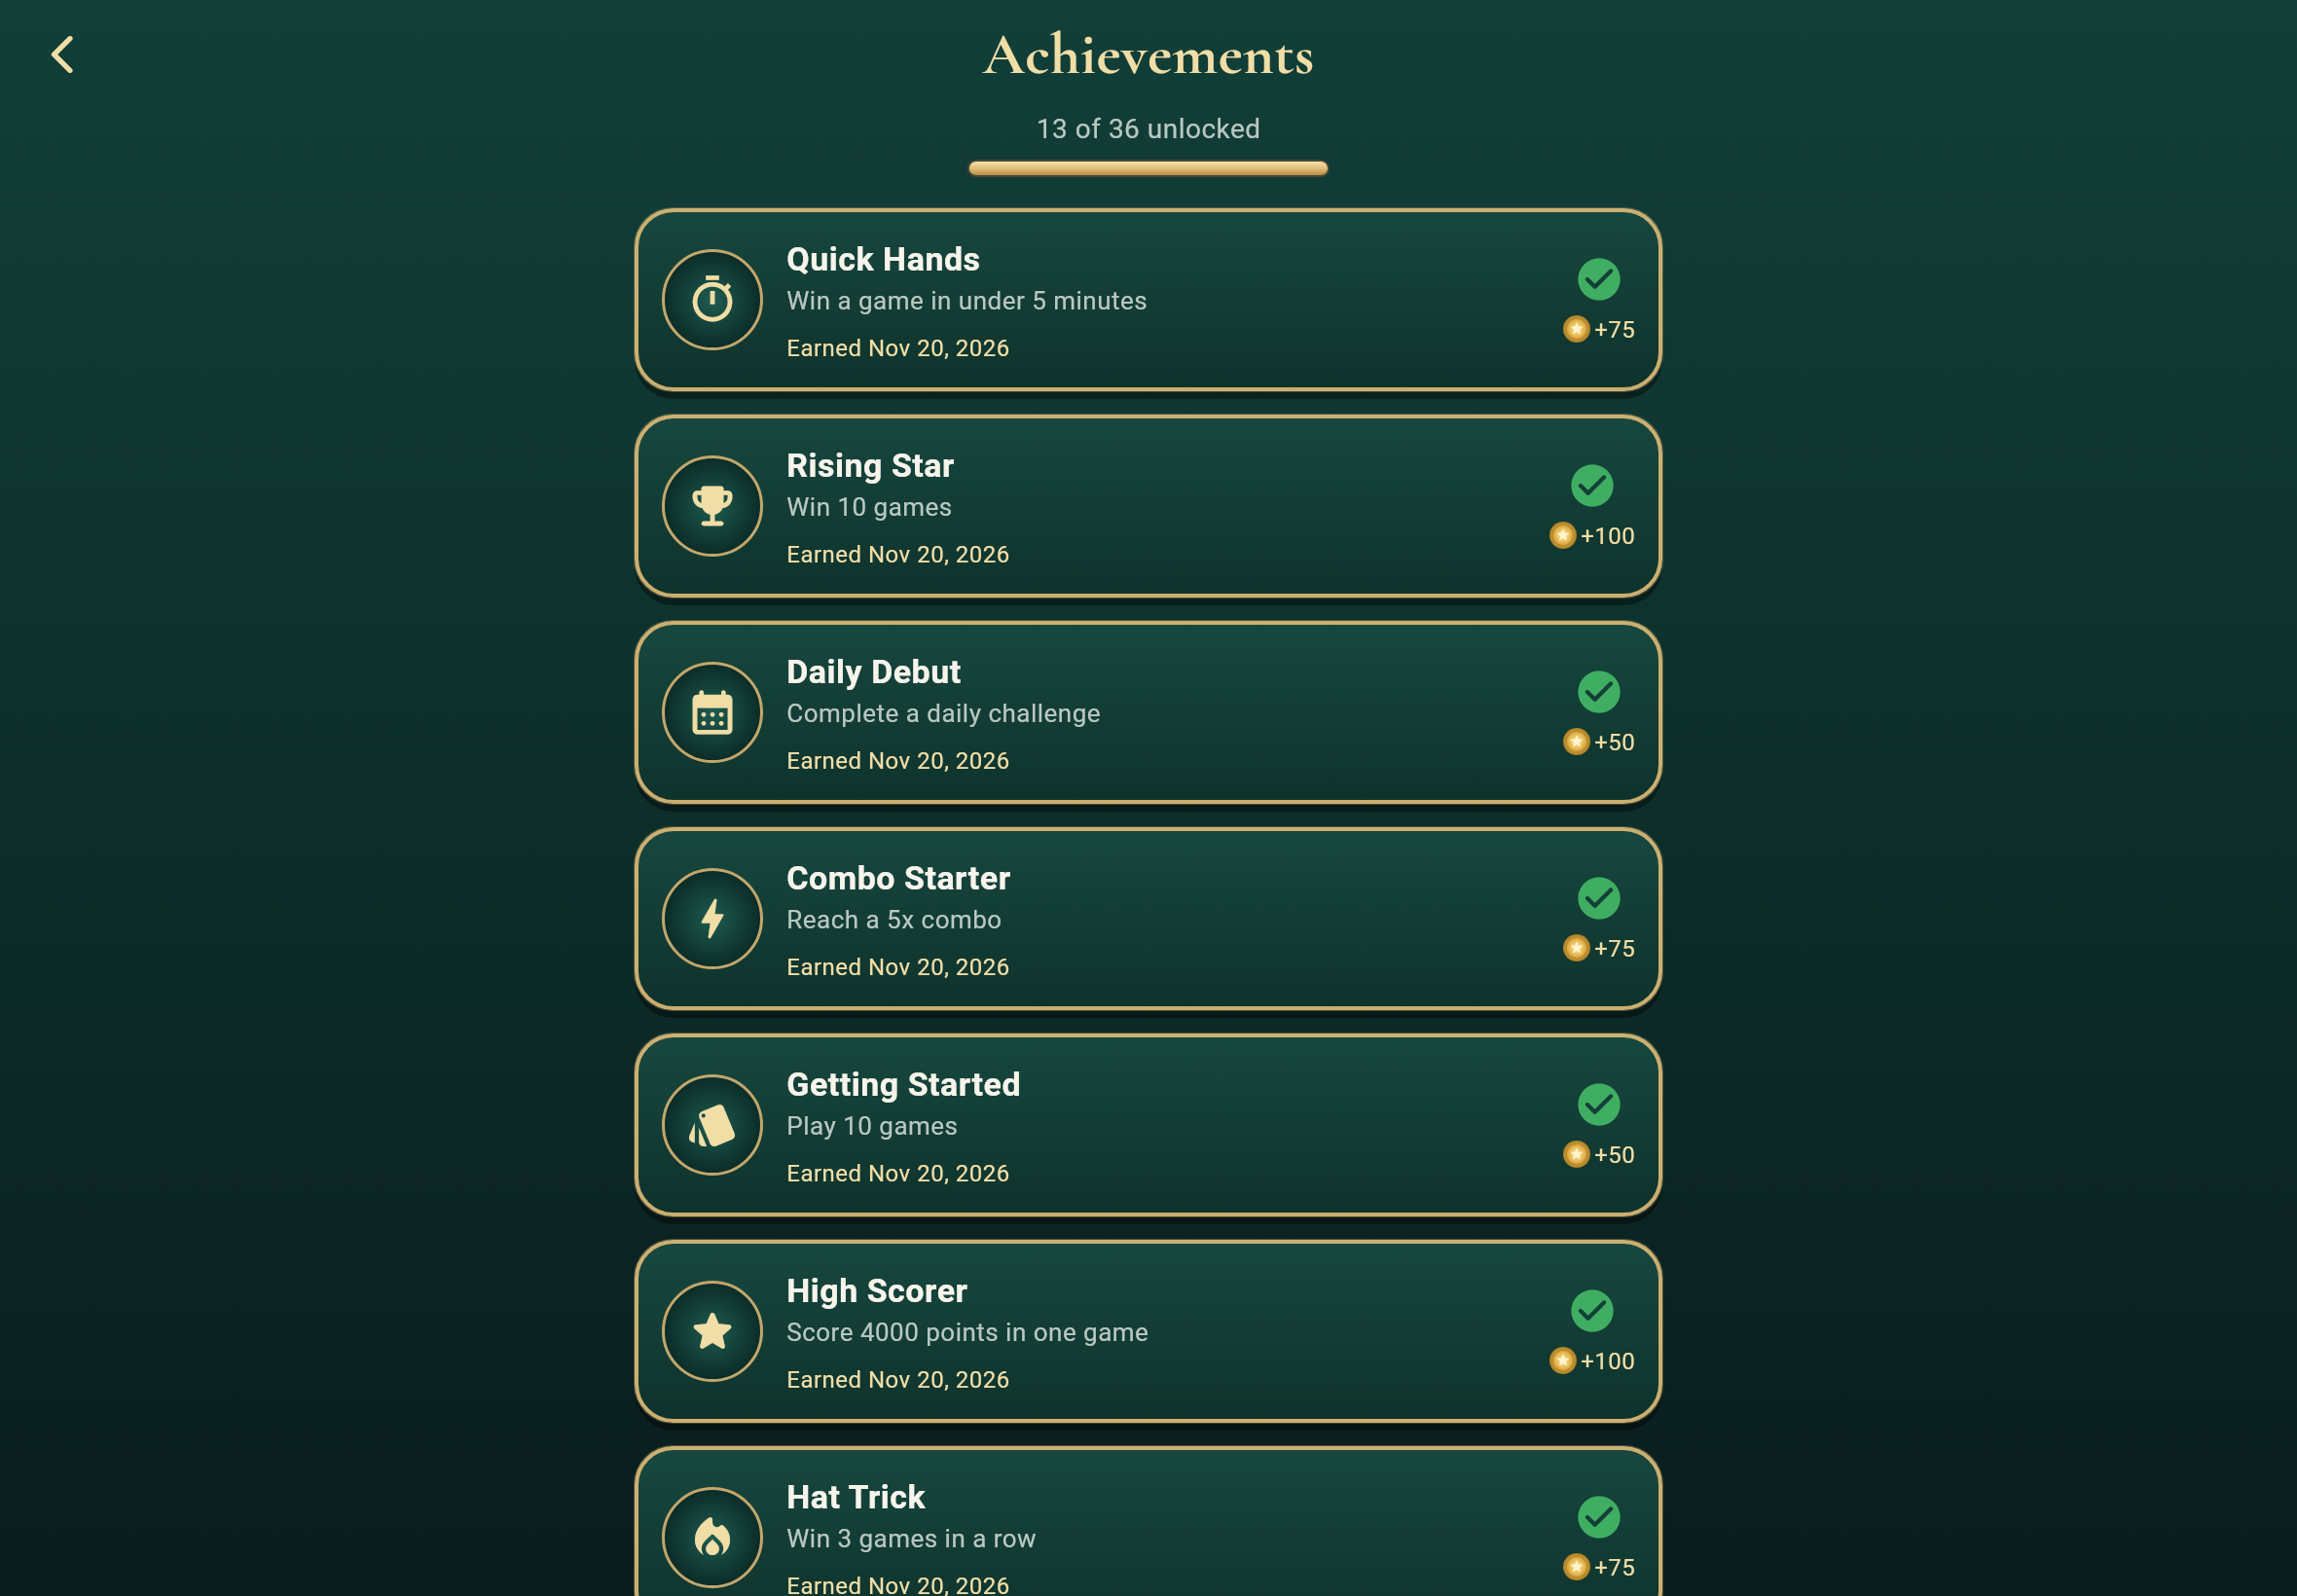 Achievements
13 of 36 unlocked
Quick Hands
Win a game in under 5 minutes
Earned Nov 20, 2026
+75
Rising Star
Win 10 games
Earned Nov 20, 2026
+100
Daily Debut
Complete a daily challenge
Earned Nov 20, 2026
+50
Combo Starter
Reach a 5x combo
Earned Nov 20, 2026
+75
Getting Started
Play 10 games
Earned Nov 20, 2026
+50
High Scorer
Score 4000 points in one game
Earned Nov 20, 2026
+100
Hat Trick
Win 3 games in a row
Earned Nov 20, 2026
+75